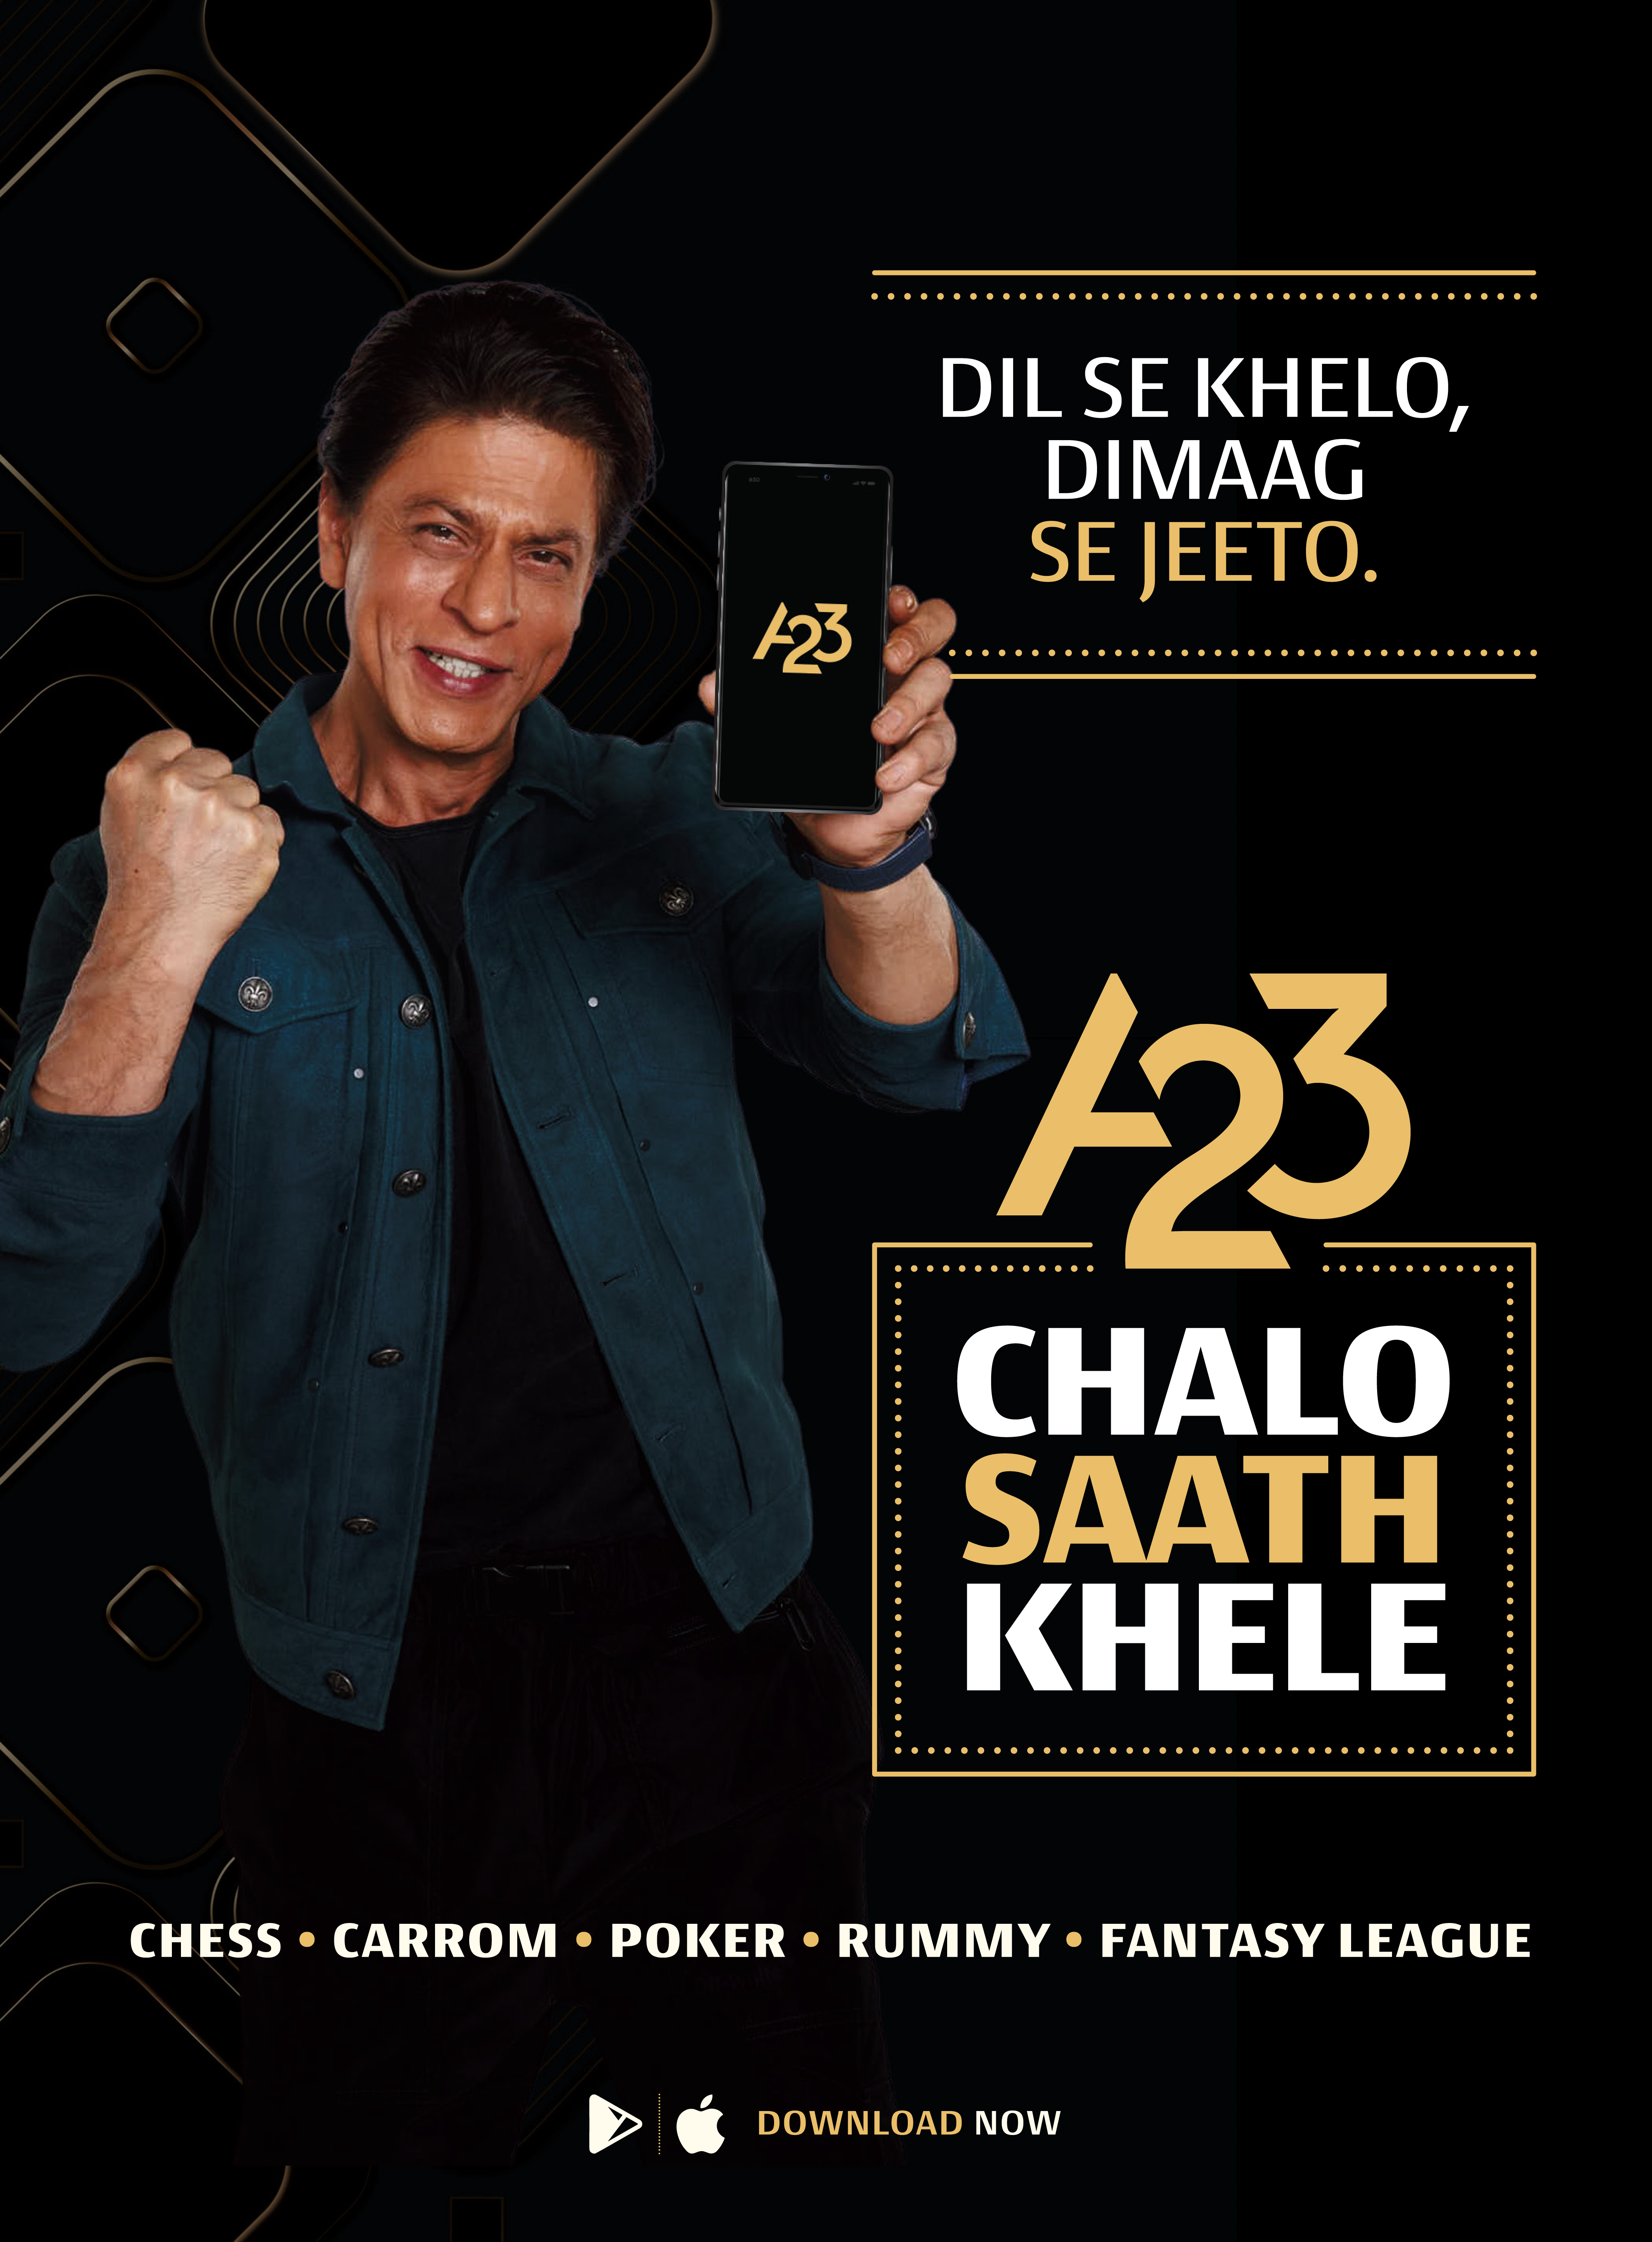 DIL SE KHELO,
DIMAAG
SE JEETO.
A23
A23
CHALO
SAATH
KHELE
CHESS • CARROM • POKER • RUMMY • FANTASY LEAGUE
DOWNLOAD NOW